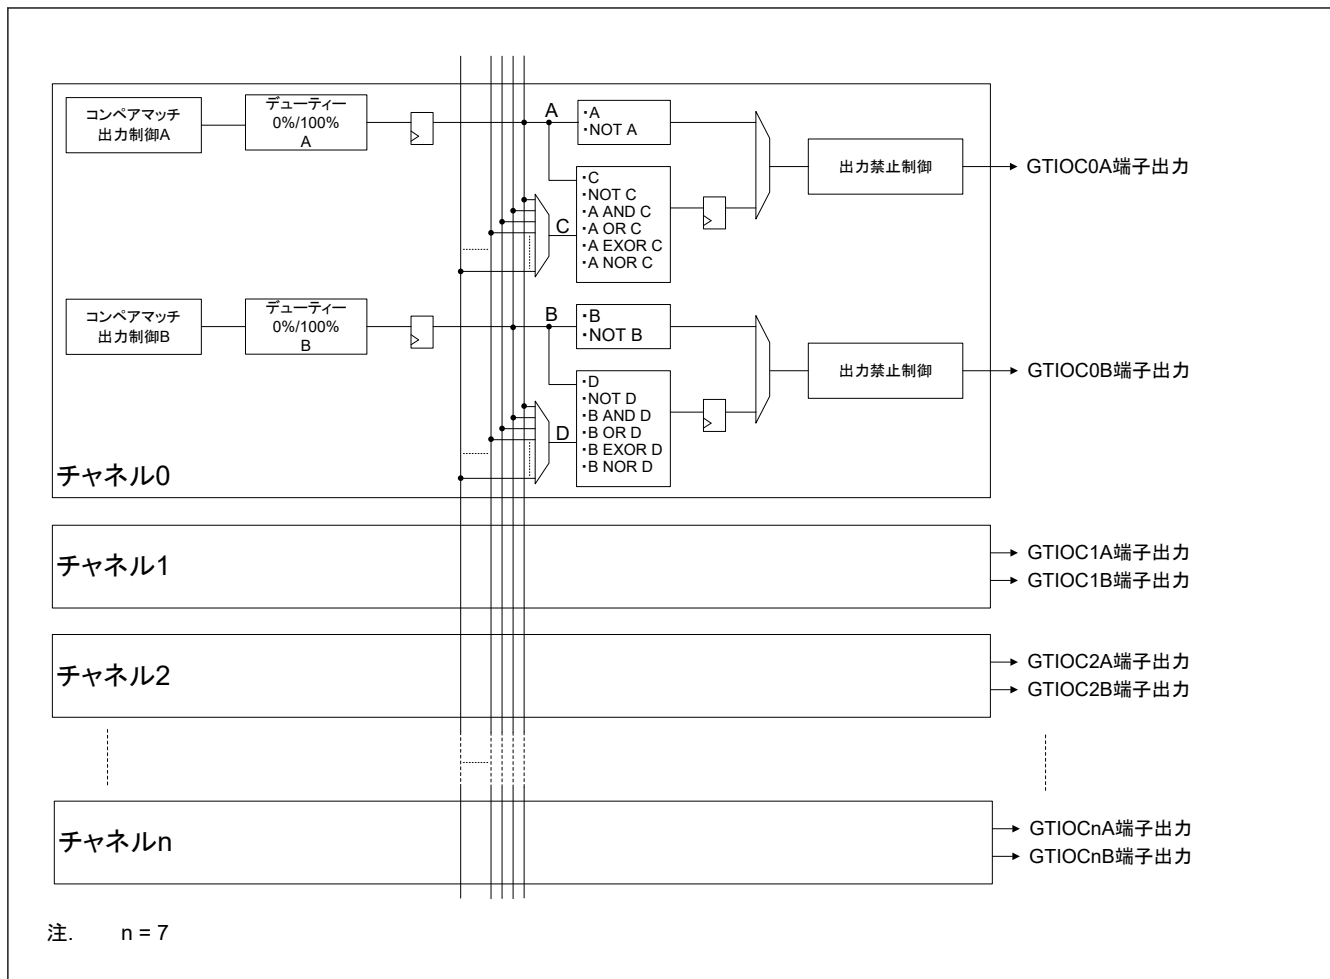 コンペアマッチ
出力制御A
デューティー
0%/100%
A
A
・A
・NOT A
出力禁止制御
GTIOC0A端子出力
C
・C
・NOT C
・A AND C
・A OR C
・A EXOR C
・A NOR C
コンペアマッチ
出力制御B
デューティー
0%/100%
B
B
・B
・NOT B
出力禁止制御
GTIOC0B端子出力
D
・D
・NOT D
・B AND D
・B OR D
・B EXOR D
・B NOR D
チャネル0
チャネル1
GTIOC1A端子出力
GTIOC1B端子出力
チャネル2
GTIOC2A端子出力
GTIOC2B端子出力
チャネルn
GTIOCnA端子出力
GTIOCnB端子出力
注. n = 7